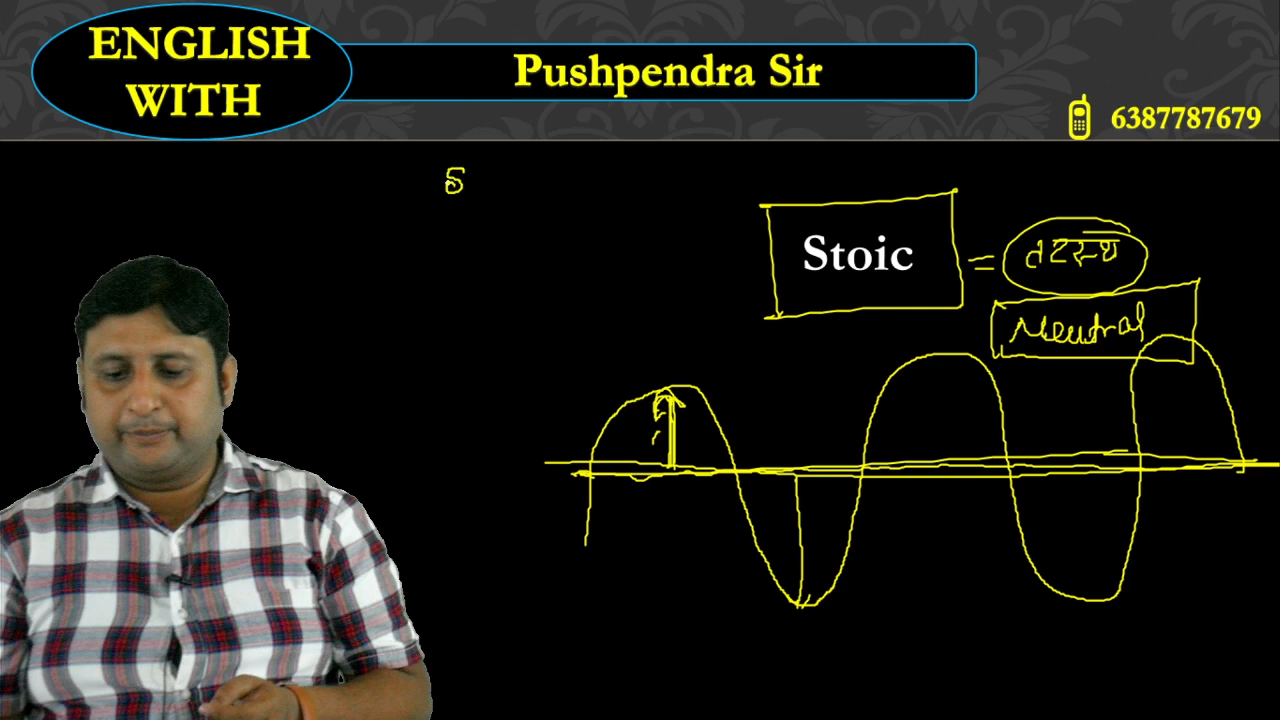 ENGLISH
WITH
Pushpendra Sir
6387787679
Stoic = तटस्थ
Neutral